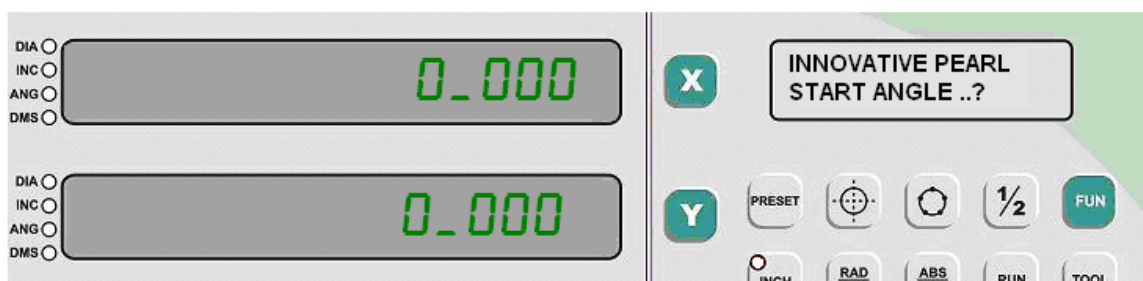 DIA
INC
ANG
DMS
0_000
X
INNOVATIVE PEARL
START ANGLE ..?
DIA
INC
ANG
DMS
0_000
Y
PRESET
½
FUN
INCH
RAD
ABS
RUN
TOOL